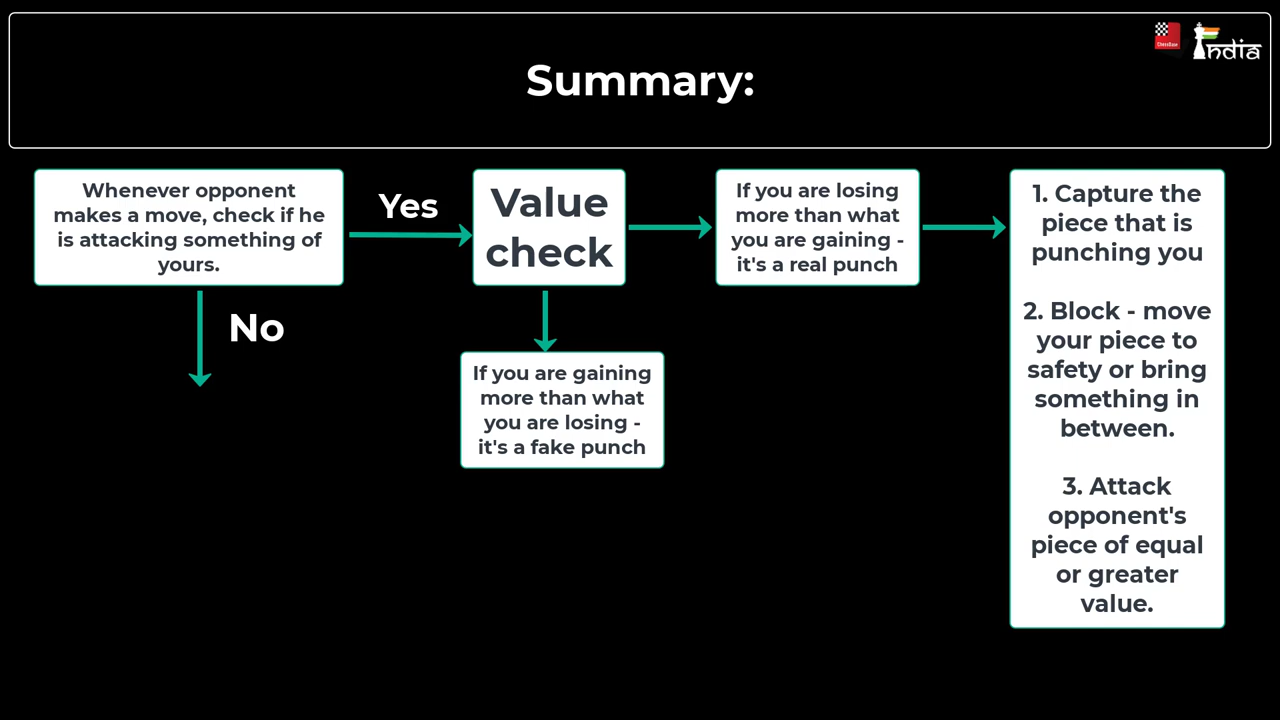 India
Summary:
Whenever opponent
makes a move, check if he
is attacking something of
yours.
Yes
Value
check
If you are losing
more than what
you are gaining -
it's a real punch
1. Capture the
piece that is
punching you
2. Block - move
your piece to
safety or bring
something in
between.
3. Attack
opponent's
piece of equal
or greater
value.
No
If you are gaining
more than what
you are losing -
it's a fake punch